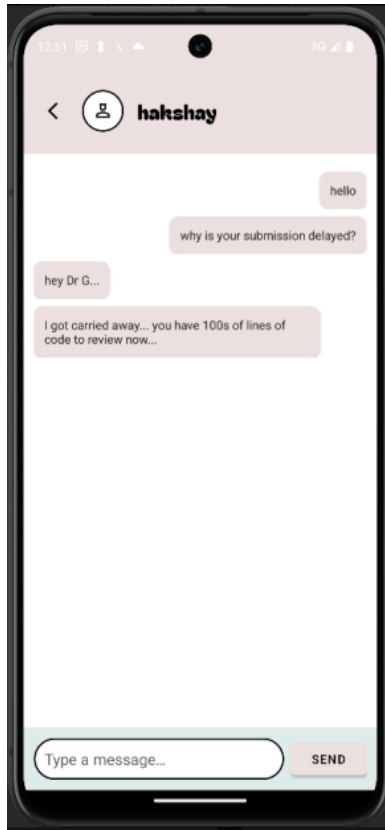 12:51
3G
hakshay
hello
why is your submission delayed?
hey Dr G...
I got carried away... you have 100s of lines of
code to review now...
Type a message...
SEND